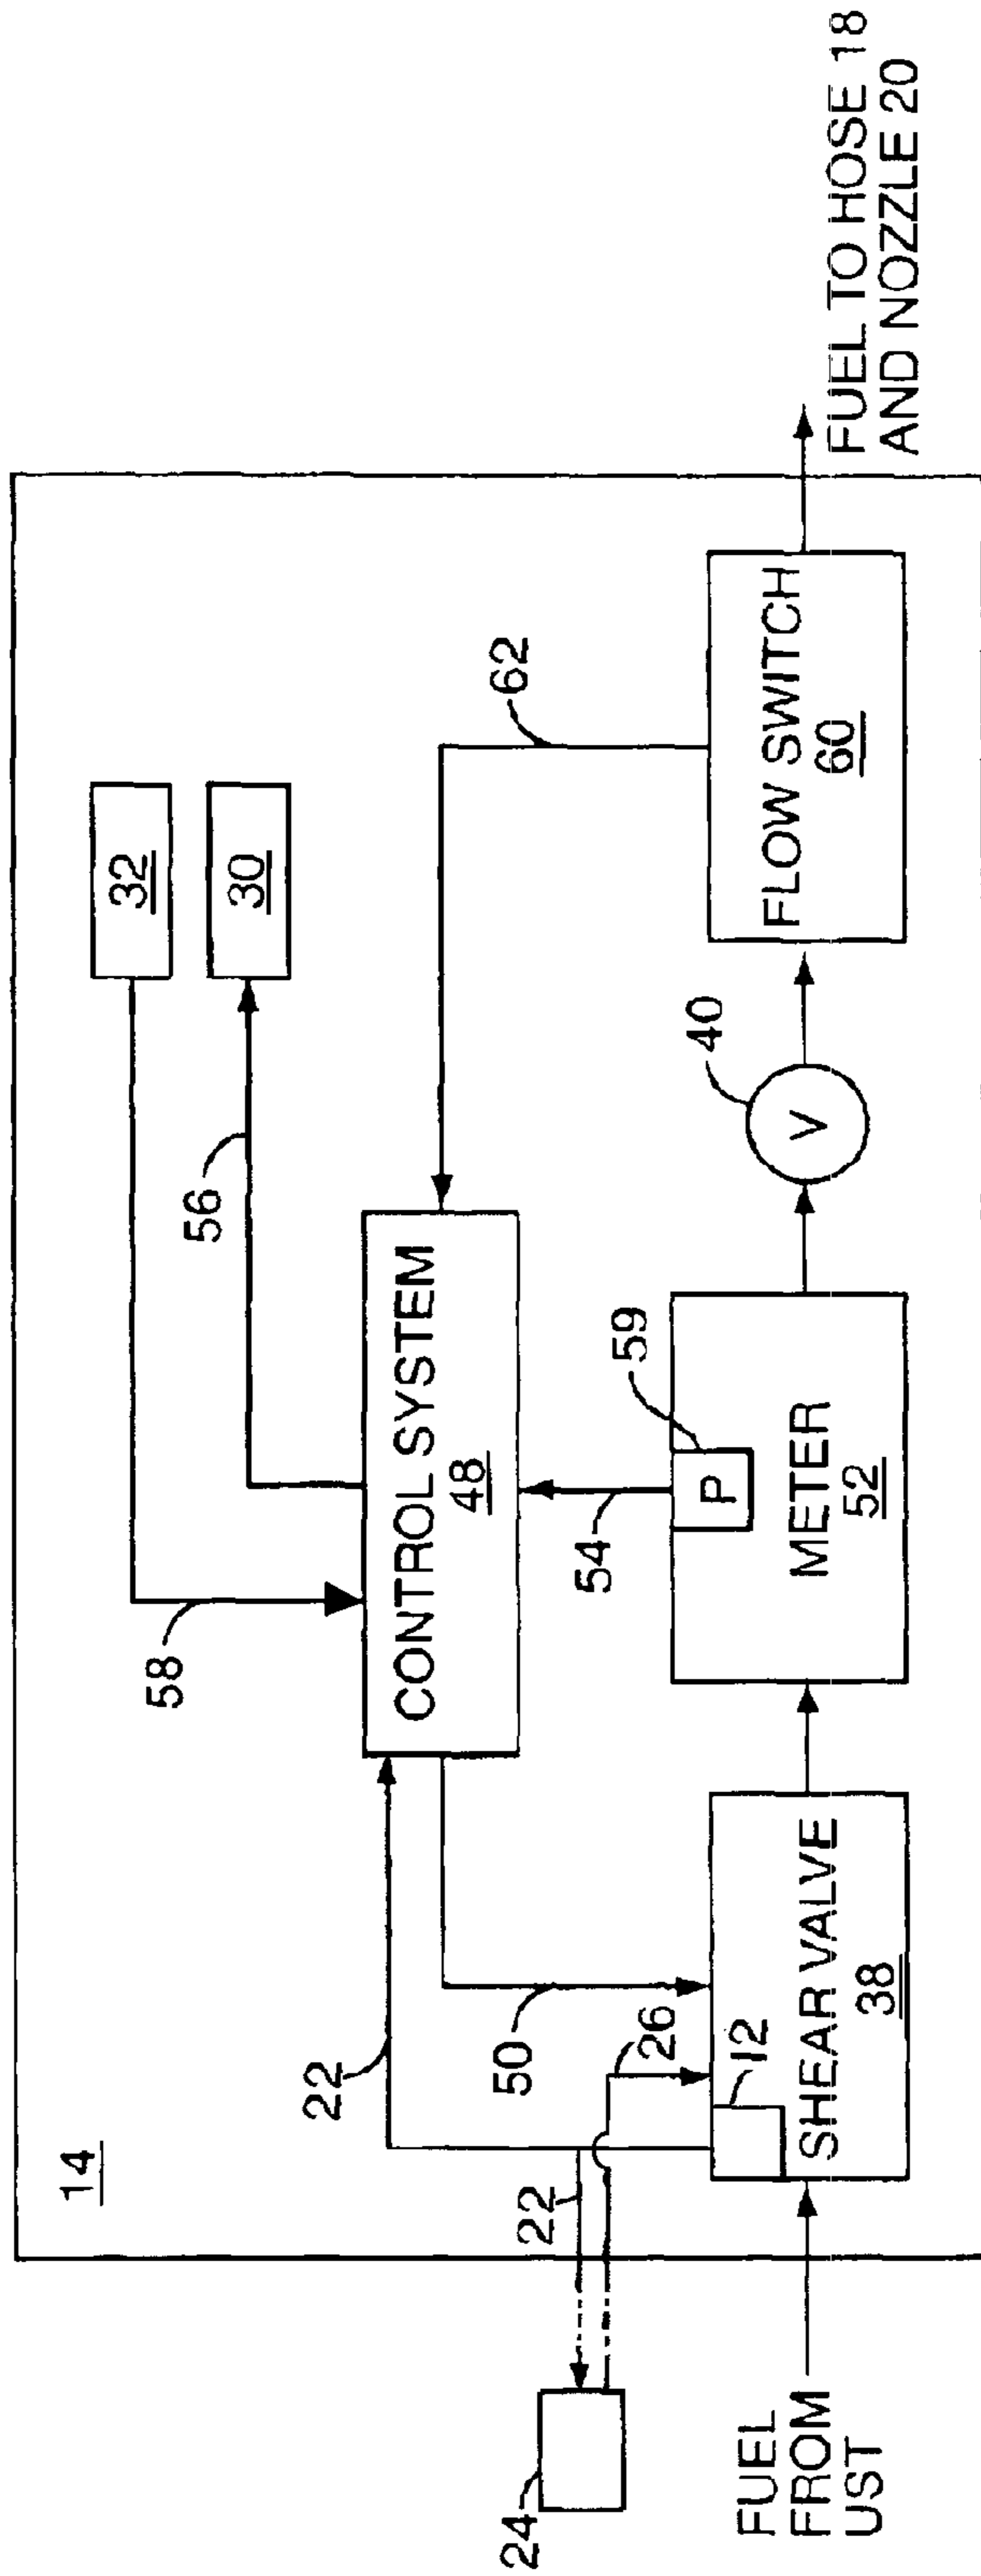 14
32
30
58
56
62
22
CONTROL SYSTEM
48
22
50
26
54
59
40
24
12
FUEL
FROM
UST
SHEAR VALVE
38
P
METER
52
V
FLOW SWITCH
60
FUEL TO HOSE 18
AND NOZZLE 20